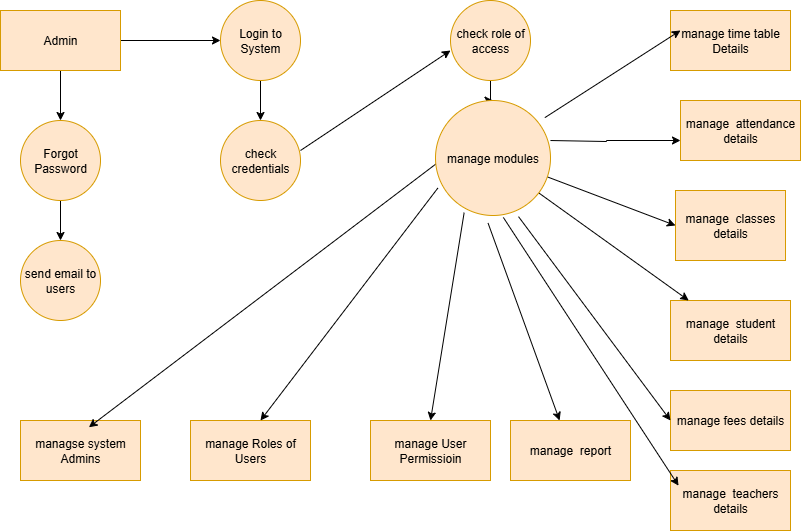 Admin
Login to
System
check role of
access
manage time table
Details
Forgot
Password
check
credentials
manage modules
manage  attendance
details
manage  classes
details
send email to
users
manage  student
details
manage fees details
managse system
Admins
manage Roles of
Users
manage User
Permissioin
manage  report
manage  teachers
details